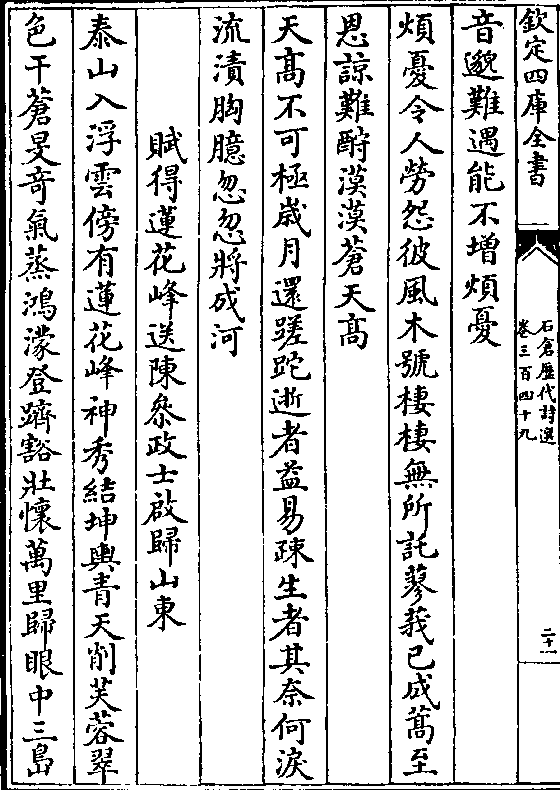 欽定四庫全書
石倉歷代詩選
卷三百四十九
二十一
音邈難遇能不增煩憂
煩憂令人勞怨彼風木號棲棲無所託蓼莪已成蒿至
恩諒難酧漠漠蒼天高
天高不可極歲月還蹉跎逝者益易疎生者其奈何淚
流漬胸臆忽忽將成河
賦得蓮花峰送陳叅政士啟歸山東
泰山入浮雲傍有蓮花峰神秀結坤輿青天削芙蓉翠
色干蒼旻奇氣蒸鴻濛登躋豁壯懷萬里歸眼中三島